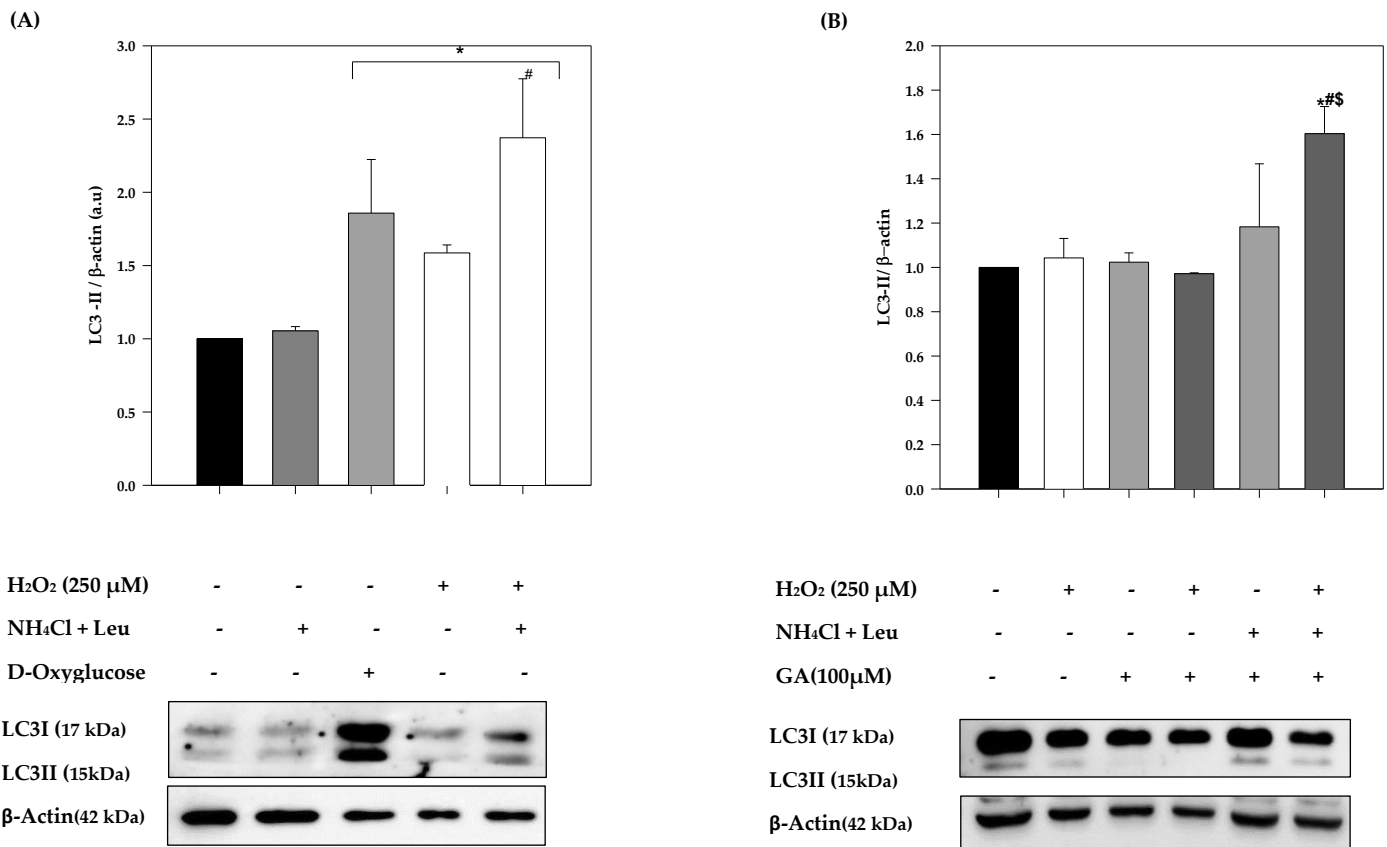 (A)
(B)
3.0
2.5
2.0
1.5
1.0
0.5
0.0
LC3 -II / β-actin (a.u)
*
#
2.0
1.8
1.6
1.4
1.2
1.0
0.8
0.6
0.4
0.2
0.0
LC3-II/ β−actin
*#$
H₂O₂ (250 μM) - - - + +
NH₄Cl + Leu - + - - +
D-Oxyglucose - - + - -
LC3I (17 kDa)
LC3II (15kDa)
β-Actin(42 kDa)
H₂O₂ (250 μM) - + - + - +
NH₄Cl + Leu - - - - + +
GA(100μM) - - + + + +
LC3I (17 kDa)
LC3II (15kDa)
β-Actin(42 kDa)